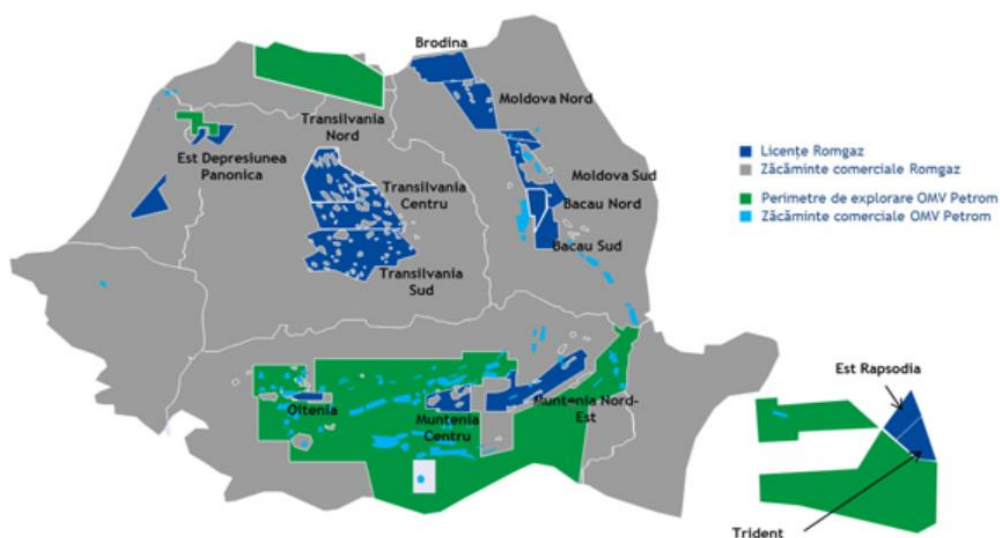 Brodina
Moldova Nord
Transilvania
Nord
Est Depresiunea
Panonica
Transilvania
Centru
Moldova Sud
Bacau Nord
Bacau Sud
Transilvania
Sud
Licențe Romgaz
Zăcăminte comerciale Romgaz
Perimetre de explorare OMV Petrom
Zăcăminte comerciale OMV Petrom
Oltenia
Muntenia
Centru
Muntenia Nord-
Est
Est Rapsodia
Trident